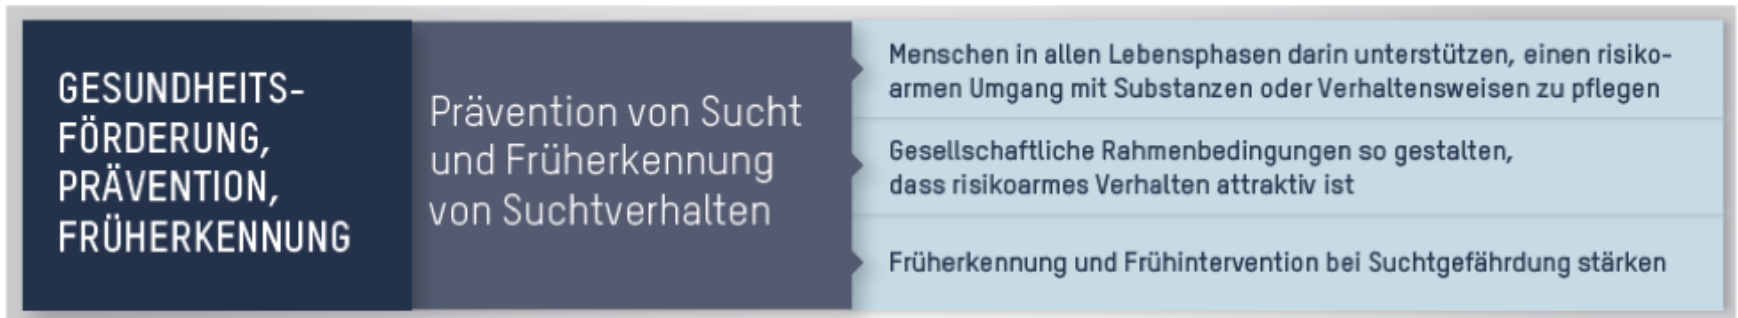 GESUNDHEITS-
FÖRDERUNG,
PRÄVENTION,
FRÜHERKENNUNG
Prävention von Sucht
und Früherkennung
von Suchtverhalten
Menschen in allen Lebensphasen darin unterstützen, einen risiko-
armen Umgang mit Substanzen oder Verhaltensweisen zu pflegen
Gesellschaftliche Rahmenbedingungen so gestalten,
dass risikoarmes Verhalten attraktiv ist
Früherkennung und Frühintervention bei Suchtgefährdung stärken